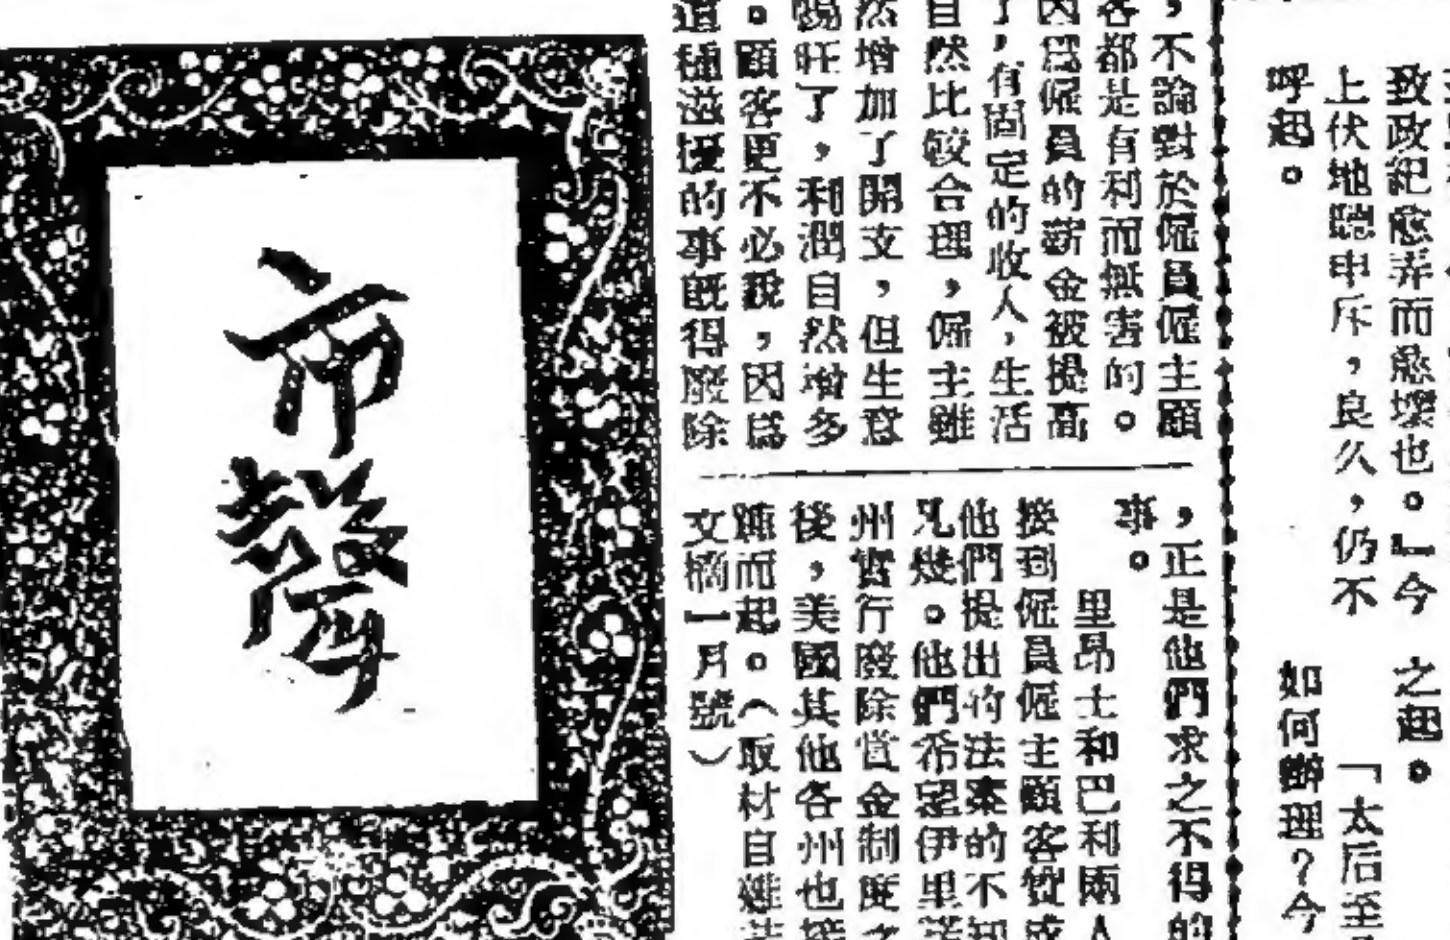 致政紀愈弄而愈壞也。』今
上伏地聽申斥，良久，仍不
呼起。
之起。
「太后至
如何辦理？今
，不論對於僱員僱主顧
客都是有利而無害的。
因爲僱員的薪金被提高
了，有固定的收入，生活
自然比較合理，僱主雖
然增加了開支，但生意
暢旺了，利潤自然增多
。顧客更不必說，因爲
這種滋擾的事既得廢除
，正是他們求之不得的
事。
里昂士和巴利兩人
接到僱員僱主顧客贊成
他們提出的法案的不知
凡幾。他們希望伊里諾
州實行廢除賞金制度之
後，美國其他各州也接
踵而起。（取材自雜誌
文摘一月號）
市聲